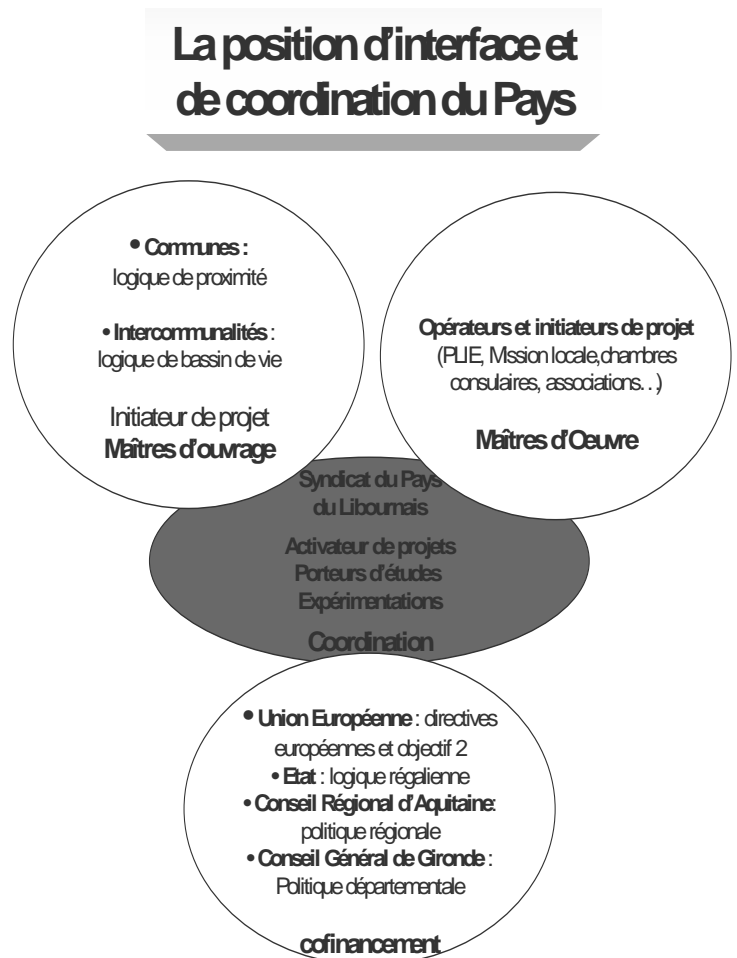 La position d'interface et
de coordination du Pays
• Communes :
logique de proximité
• Intercommunalités :
logique de bassin de vie
Initiateur de projet
Maîtres d'ouvrage
Opérateurs et initiateurs de projet
(PLIE, Mission locale,chambres
consulaires, associations…)
Maîtres d'Oeuvre
Syndicat du Pays
du Libournais
Activateur de projets
Porteurs d'études
Expérimentations
Coordination
• Union Européenne : directives
européennes et objectif 2
• Etat : logique régalienne
• Conseil Régional d'Aquitaine:
politique régionale
• Conseil Général de Gironde :
Politique départementale
cofinancement